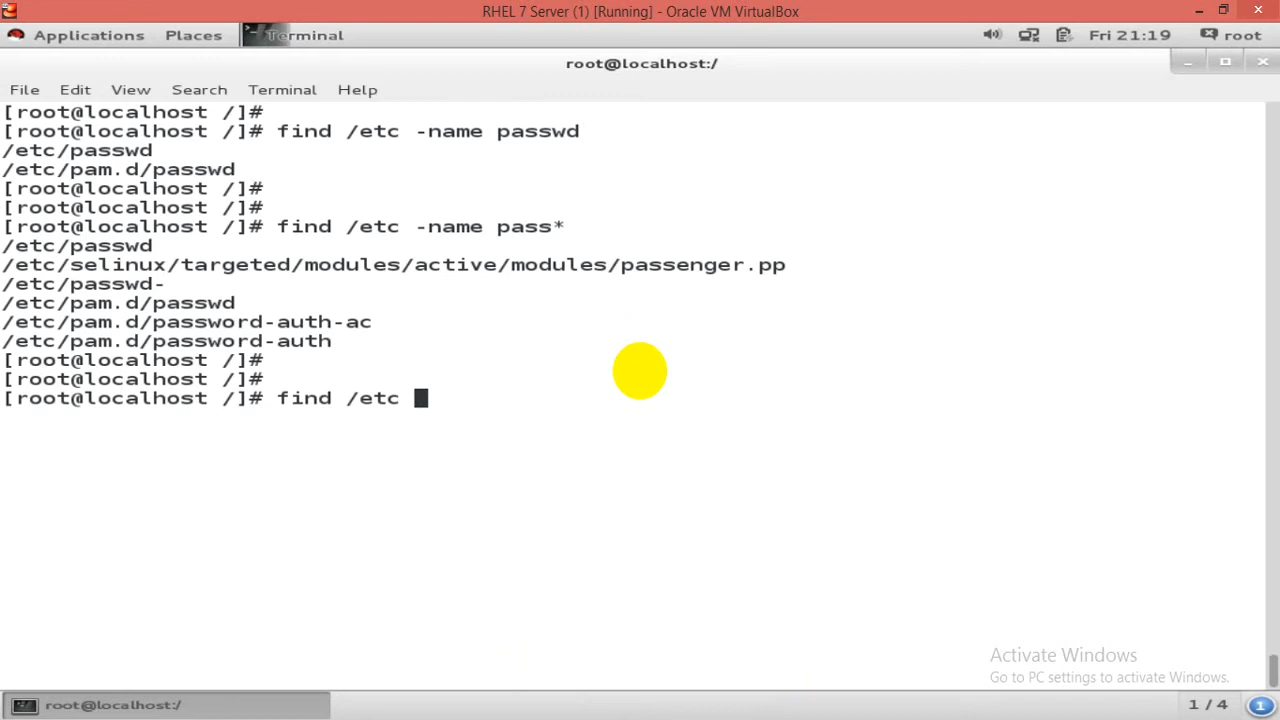 RHEL 7 Server (1) [Running] - Oracle VM VirtualBox
Applications Places Terminal Fri 21:19 root
root@localhost:/
File Edit View Search Terminal Help
[root@localhost /]#
[root@localhost /]# find /etc -name passwd
/etc/passwd
/etc/pam.d/passwd
[root@localhost /]#
[root@localhost /]#
[root@localhost /]# find /etc -name pass*
/etc/passwd
/etc/selinux/targeted/modules/active/modules/passenger.pp
/etc/passwd-
/etc/pam.d/passwd
/etc/pam.d/password-auth-ac
/etc/pam.d/password-auth
[root@localhost /]#
[root@localhost /]#
[root@localhost /]# find /etc
Activate Windows
Go to PC settings to activate Windows.
root@localhost:/ 1 / 4 1